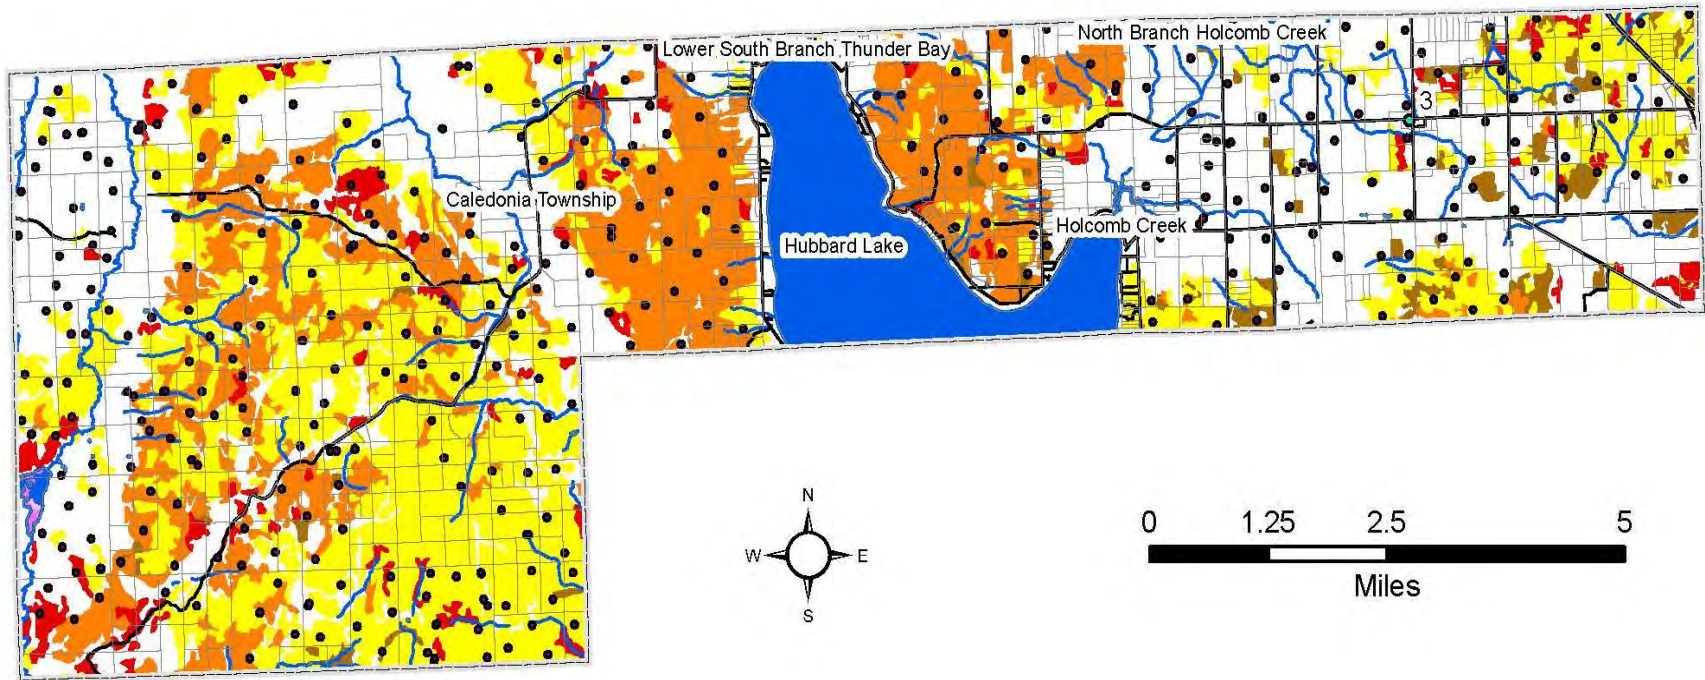 North Branch Holcomb Creek
Lower South Branch Thunder Bay
3
Caledonia Township
Holcomb Creek
Hubbard Lake
N
W E
S
0 1.25 2.5 5
Miles